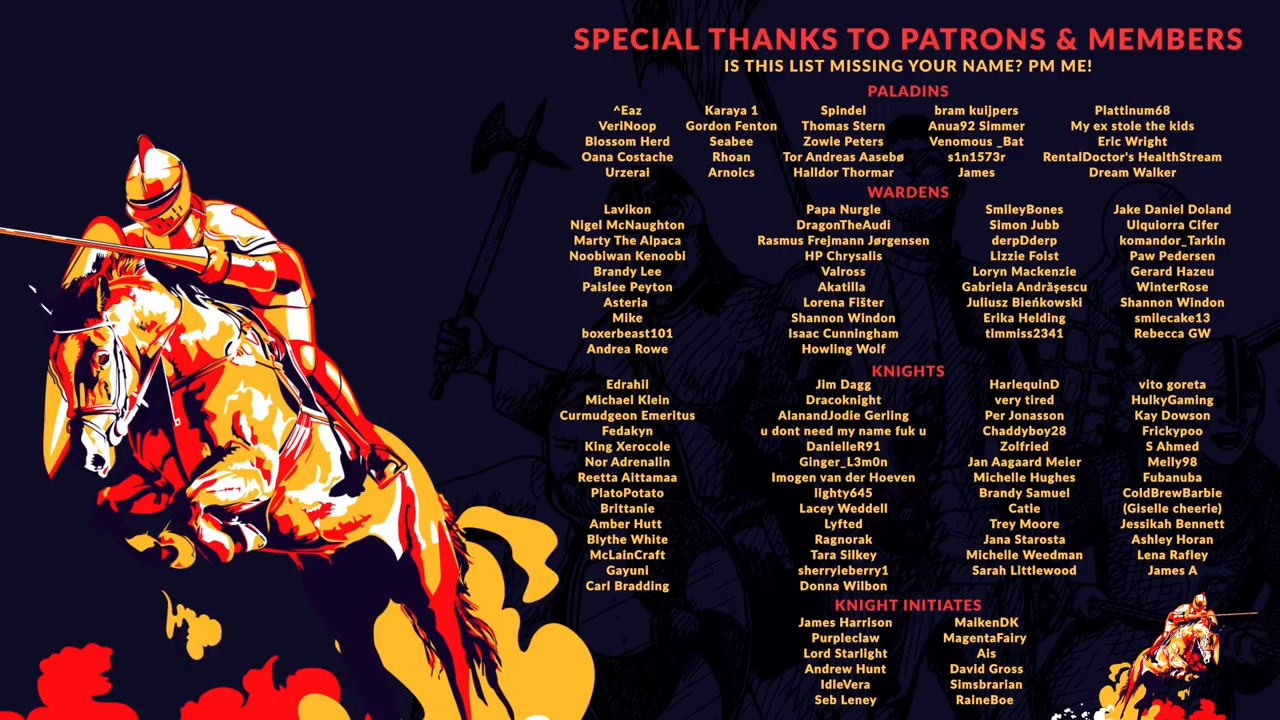 SPECIAL THANKS TO PATRONS & MEMBERS
IS THIS LIST MISSING YOUR NAME? PM ME!
PALADINS
^Eaz Karaya 1 Spindel bram kuijpers Plattinum68
VeriNoop Gordon Fenton Thomas Stern Anua92 Simmer My ex stole the kids
Blossom Herd Seabee Zowie Peters Venomous _Bat Eric Wright
Oana Costache Rhoan Tor Andreas Aasebø s1n1573r RentalDoctor's HealthStream
Urzerai Arnoics Halldor Thormar James Dream Walker
WARDENS
Lavikon Papa Nurgle SmileyBones Jake Daniel Doland
Nigel McNaughton DragonTheAudi Simon Jubb Ulquiorra Cifer
Marty The Alpaca Rasmus Frejmann Jørgensen derpDderp komandor_Tarkin
Noobiwan Kenoobi HP Chrysalis Lizzie Foist Paw Pedersen
Brandy Lee Valross Loryn Mackenzie Gerard Hazeu
Paislee Peyton Akatilla Gabriela Andrășescu WinterRose
Asteria Lorena Fišter Juliusz Bieńkowski Shannon Windon
Mike Shannon Windon Erika Helding smilecake13
boxerbeast101 Isaac Cunningham timmiss2341 Rebecca GW
Andrea Rowe Howling Wolf
KNIGHTS
Edrahil Jim Dagg HarlequinD vito goreta
Michael Klein Dracoknight very tired HulkyGaming
Curmudgeon Emeritus AlanandJodie Gerling Per Jonasson Kay Dowson
Fedakyn u dont need my name fuk u Chaddyboy28 Frickypoo
King Xerocole DanielleR91 Zolfried S Ahmed
Nor Adrenalin Ginger_L3m0n Jan Aagaard Meier Meily98
Reetta Aittamaa Imogen van der Hoeven Michelle Hughes Fubanuba
PlatoPotato lighty645 Brandy Samuel ColdBrewBarbie
Brittanie Lacey Weddell Catie (Giselle cheerie)
Amber Hutt Lyfted Trey Moore Jessikah Bennett
Blythe White Ragnorak Jana Starosta Ashley Horan
McLainCraft Tara Silkey Michelle Weedman Lena Rafley
Gayuni sherryieberry1 Sarah Littlewood James A
Carl Bradding Donna Wilbon
KNIGHT INITIATES
James Harrison MaikenDK
Purpleclaw MagentaFairy
Lord Starlight Ais
Andrew Hunt David Gross
IdleVera Simsbrarian
Seb Leney RaineBoe